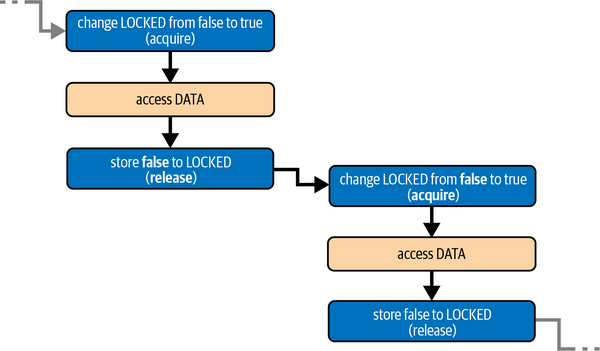 change LOCKED from false to true
(acquire)
access DATA
store false to LOCKED
(release)
change LOCKED from false to true
(acquire)
access DATA
store false to LOCKED
(release)